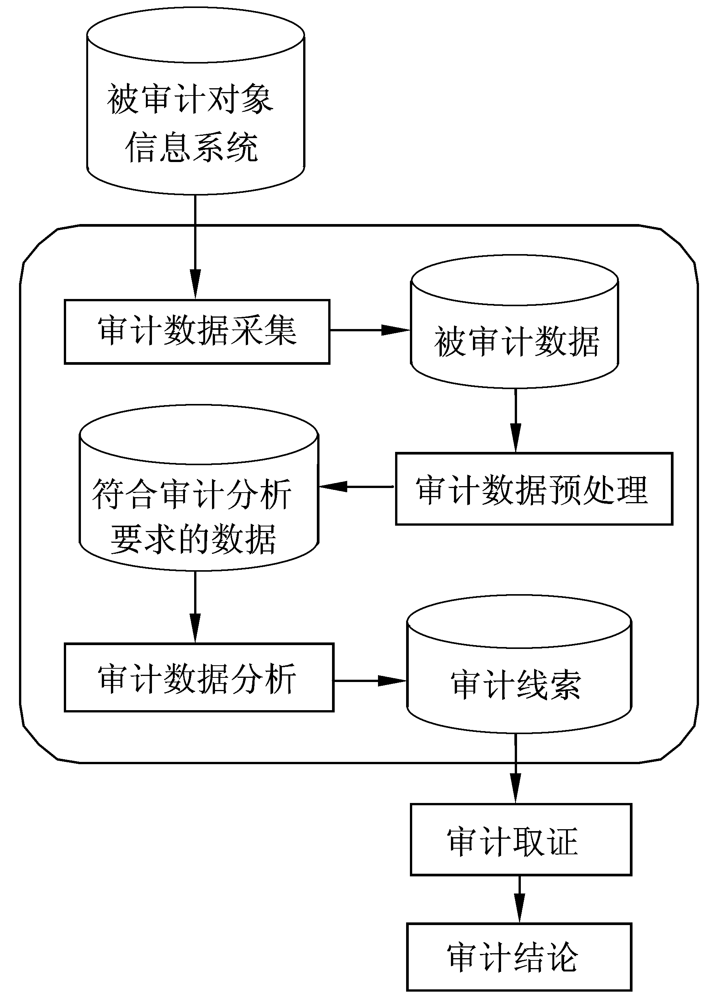 被审计对象
信息系统
审计数据采集
被审计数据
审计数据预处理
符合审计分析
要求的数据
审计数据分析
审计线索
审计取证
审计结论